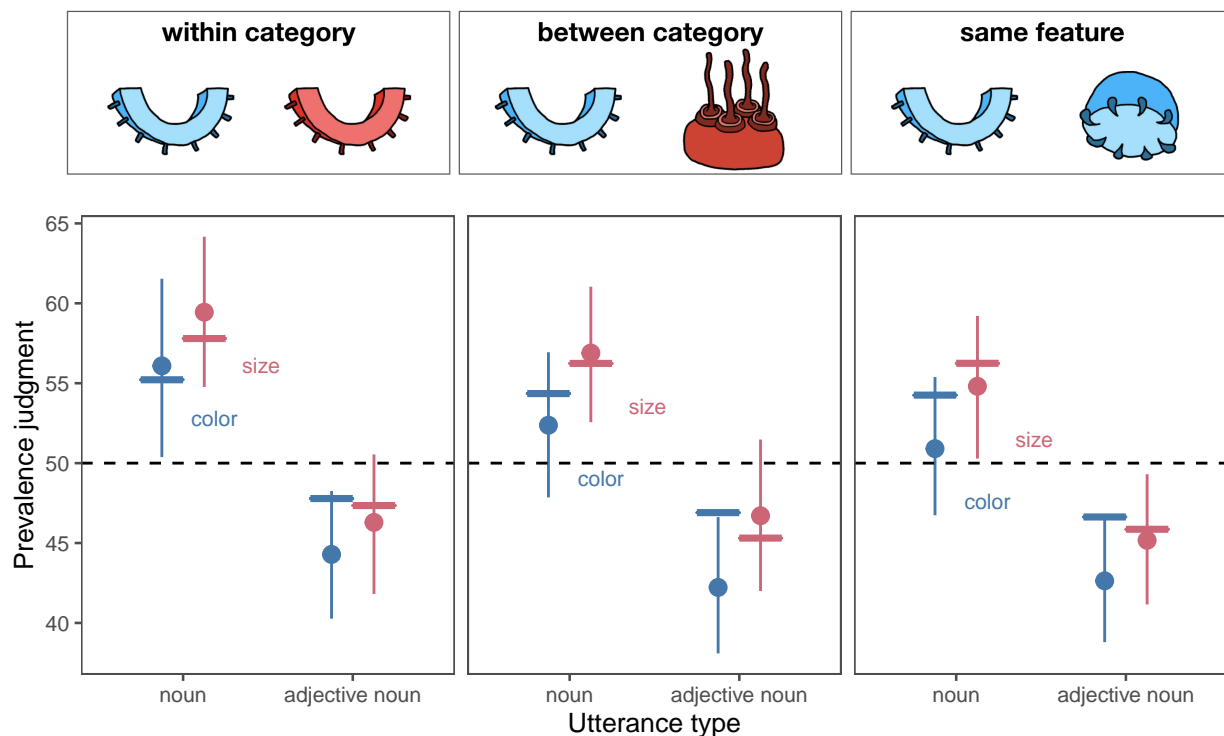 within category
between category
same feature
Prevalence judgment
65
60
55
50
45
40
size
color
size
color
size
color
noun
adjective noun
noun
adjective noun
noun
adjective noun
Utterance type